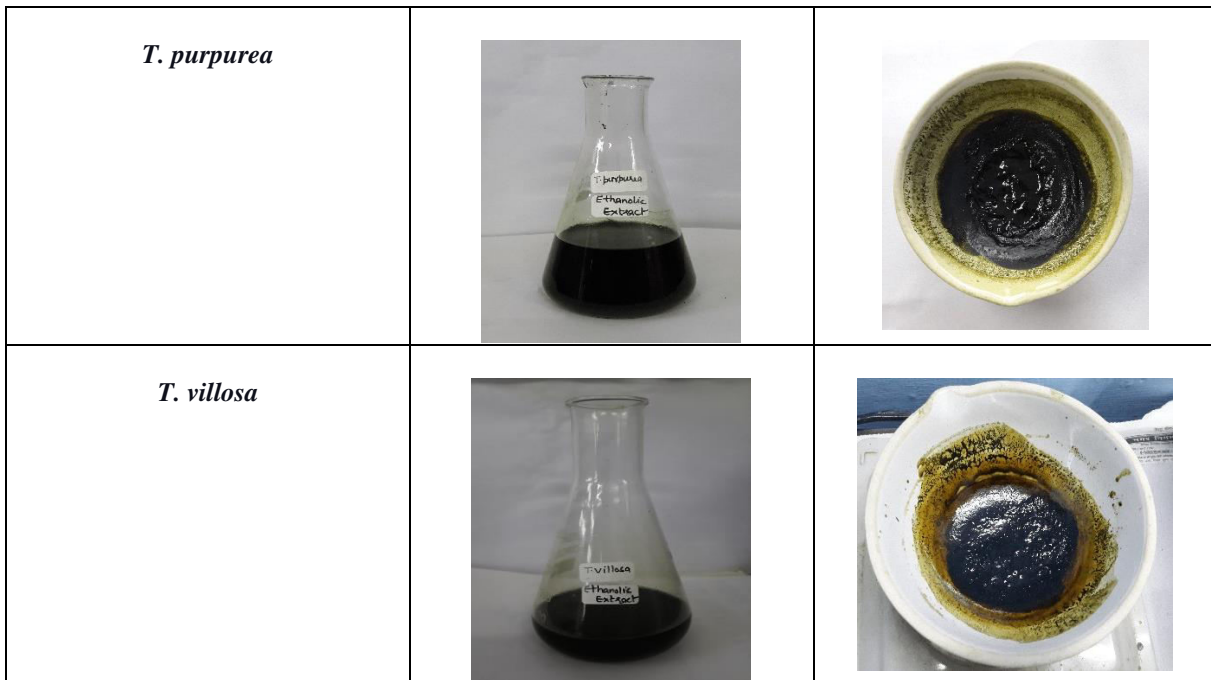 T. purpurea
T. purpurea
Ethanolic
Extract
T. villosa
T. villosa
Ethanolic
Extract